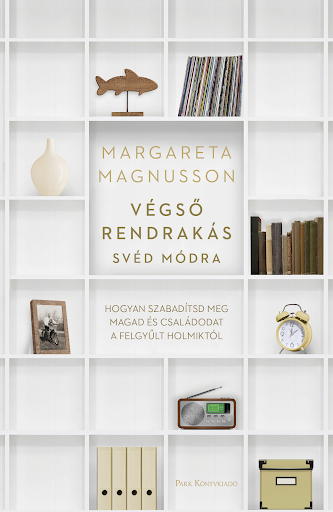 MARGARETA
MAGNUSSON
VÉGSŐ
RENDRAKÁS
SVÉD MÓDRA
HOGYAN SZABADÍTSD MEG
MAGAD ÉS CSALÁDODAT
A FELGYŰLT HOLMIKTÓL
PARK KÖNYVKIADÓ